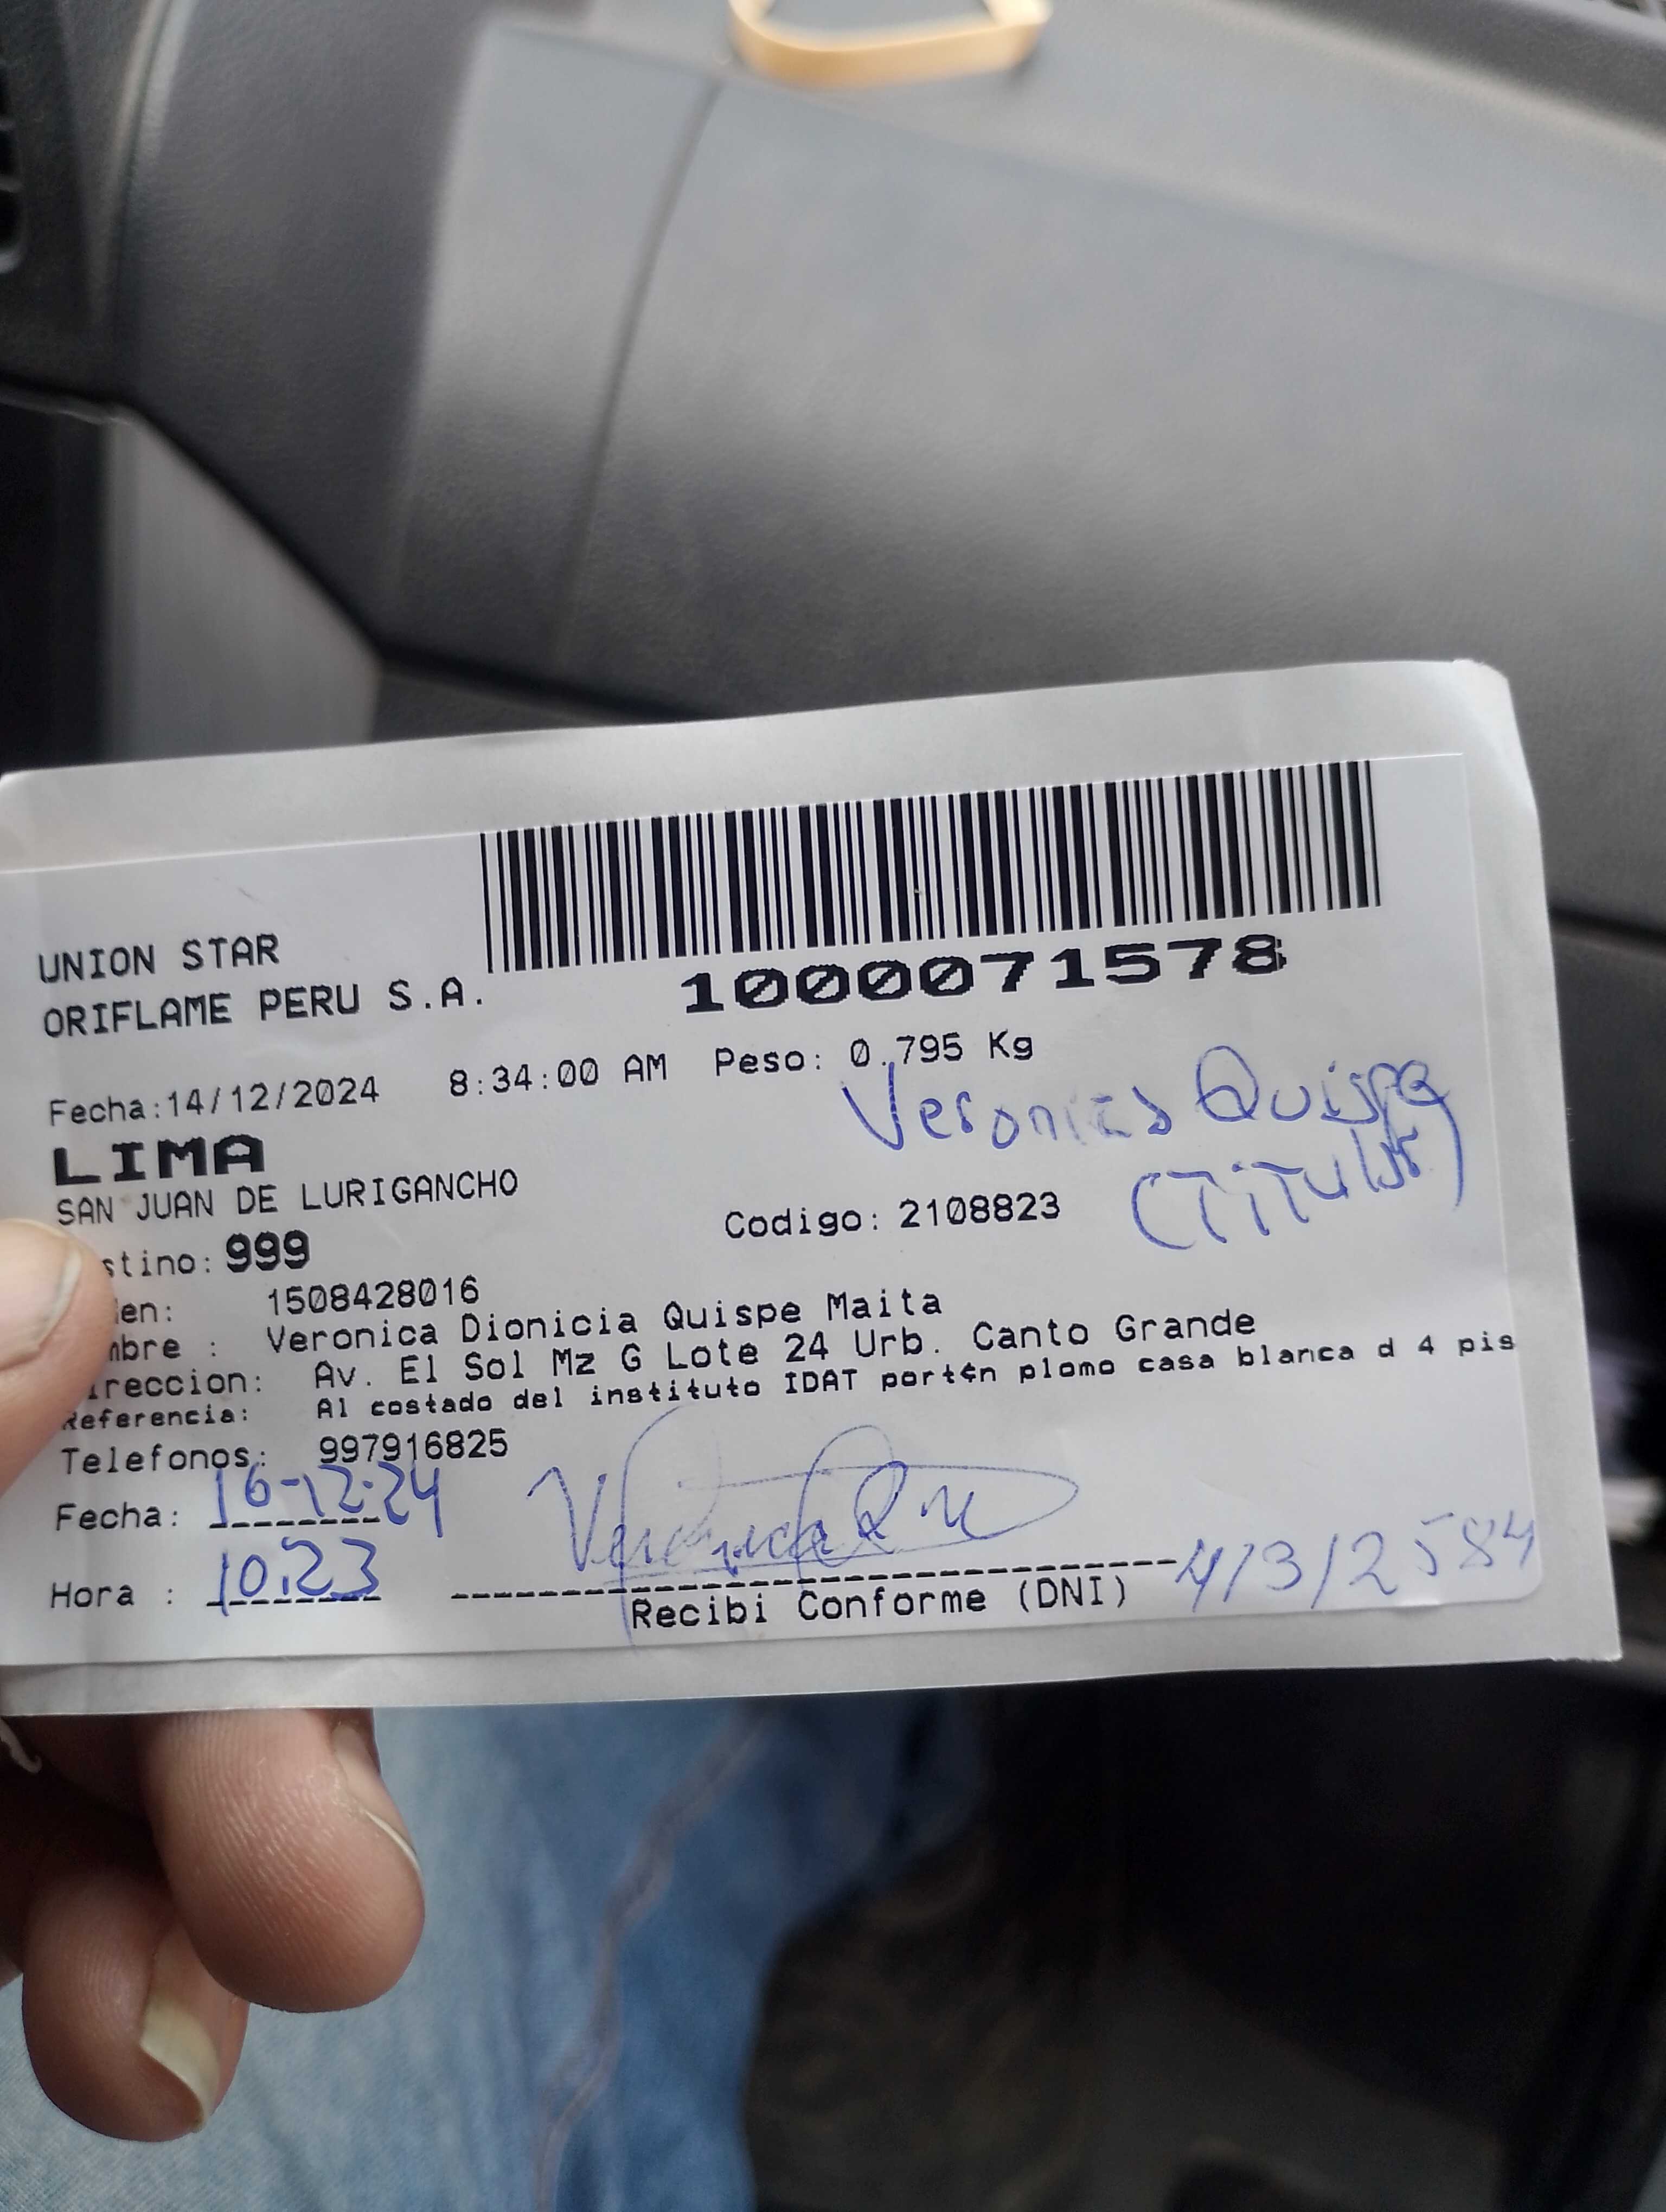 UNION STAR
ORIFLAME PERU S.A.
1000071578
Fecha:14/12/2024 8:34:00 AM Peso: 0.795 Kg
Veronica Quispe
(Titular)
LIMA
SAN JUAN DE LURIGANCHO
Codigo: 2108823
stino: 999
den: 1508428016
mbre : Veronica Dionicia Quispe Maita
ireccion: Av. El Sol Mz G Lote 24 Urb. Canto Grande
Referencia: Al costado del instituto IDAT port¢n plomo casa blanca d 4 pis
Telefonos: 997916825
Fecha: 16-12-24
Hora : 10:23
Recibi Conforme (DNI)